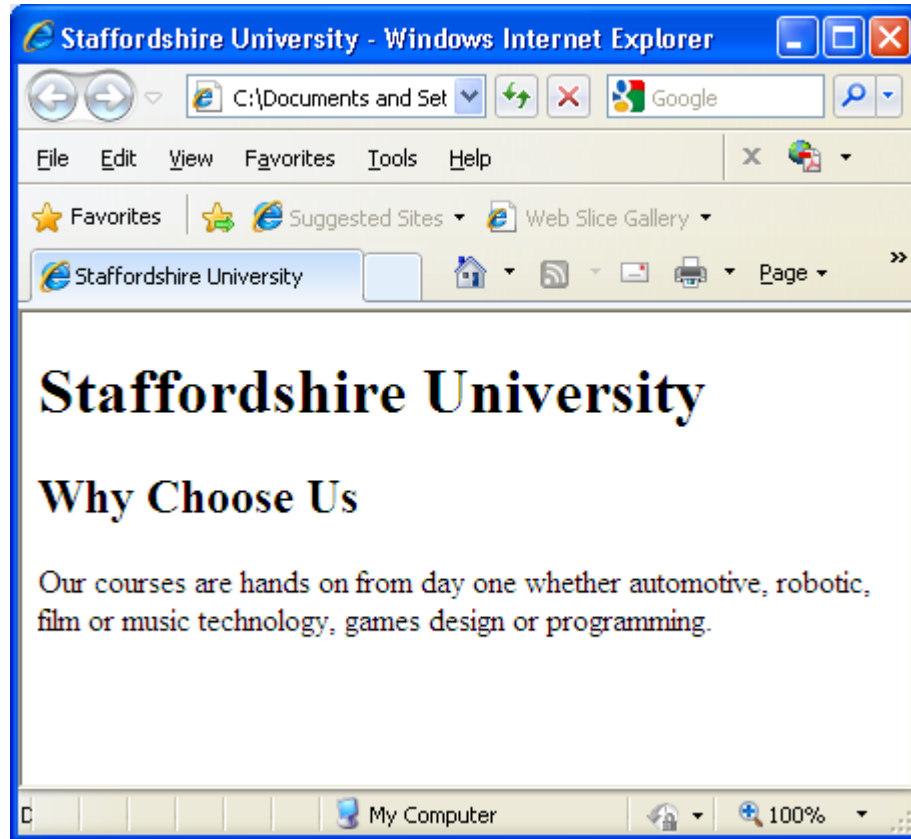 Staffordshire University - Windows Internet Explorer
C:\Documents and Set Google
File Edit View Favorites Tools Help
Favorites Suggested Sites Web Slice Gallery
Staffordshire University Page »
Staffordshire University
Why Choose Us
Our courses are hands on from day one whether automotive, robotic,
film or music technology, games design or programming.
My Computer 100%